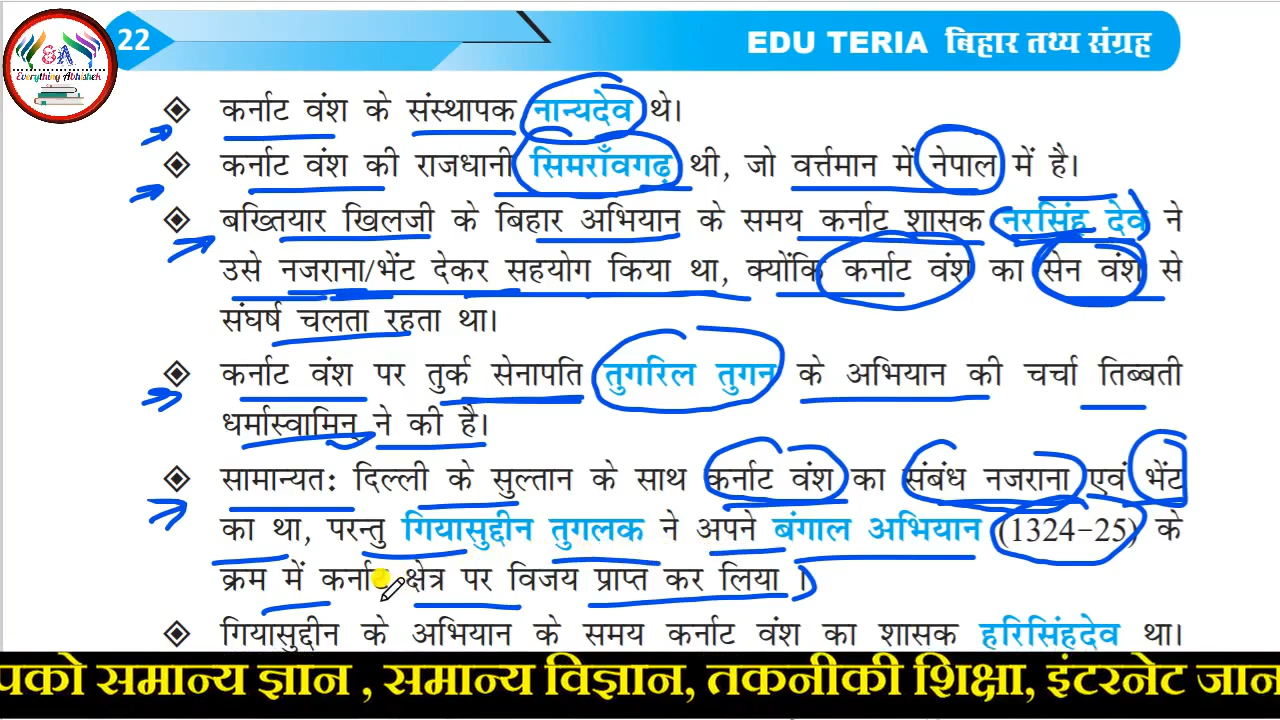 22
EDU TERIA बिहार तथ्य संग्रह
&A
Everything Abhishek
कर्नाट वंश के संस्थापक नान्यदेव थे।
कर्नाट वंश की राजधानी सिमराँवगढ़ थी, जो वर्त्तमान में नेपाल में है।
बख्तियार खिलजी के बिहार अभियान के समय कर्नाट शासक नरसिंह देव ने
उसे नजराना/भेंट देकर सहयोग किया था, क्योंकि कर्नाट वंश का सेन वंश से
संघर्ष चलता रहता था।
कर्नाट वंश पर तुर्क सेनापति तुगरिल तुगन के अभियान की चर्चा तिब्बती
धर्मास्वामिन् ने की है।
सामान्यतः दिल्ली के सुल्तान के साथ कर्नाट वंश का संबंध नजराना एवं भेंट
का था, परन्तु गियासुद्दीन तुगलक ने अपने बंगाल अभियान (1324-25) के
क्रम में कर्नाट क्षेत्र पर विजय प्राप्त कर लिया।
गियासुद्दीन के अभियान के समय कर्नाट वंश का शासक हरिसिंहदेव था।
पको समान्य ज्ञान , समान्य विज्ञान, तकनीकी शिक्षा, इंटरनेट जान